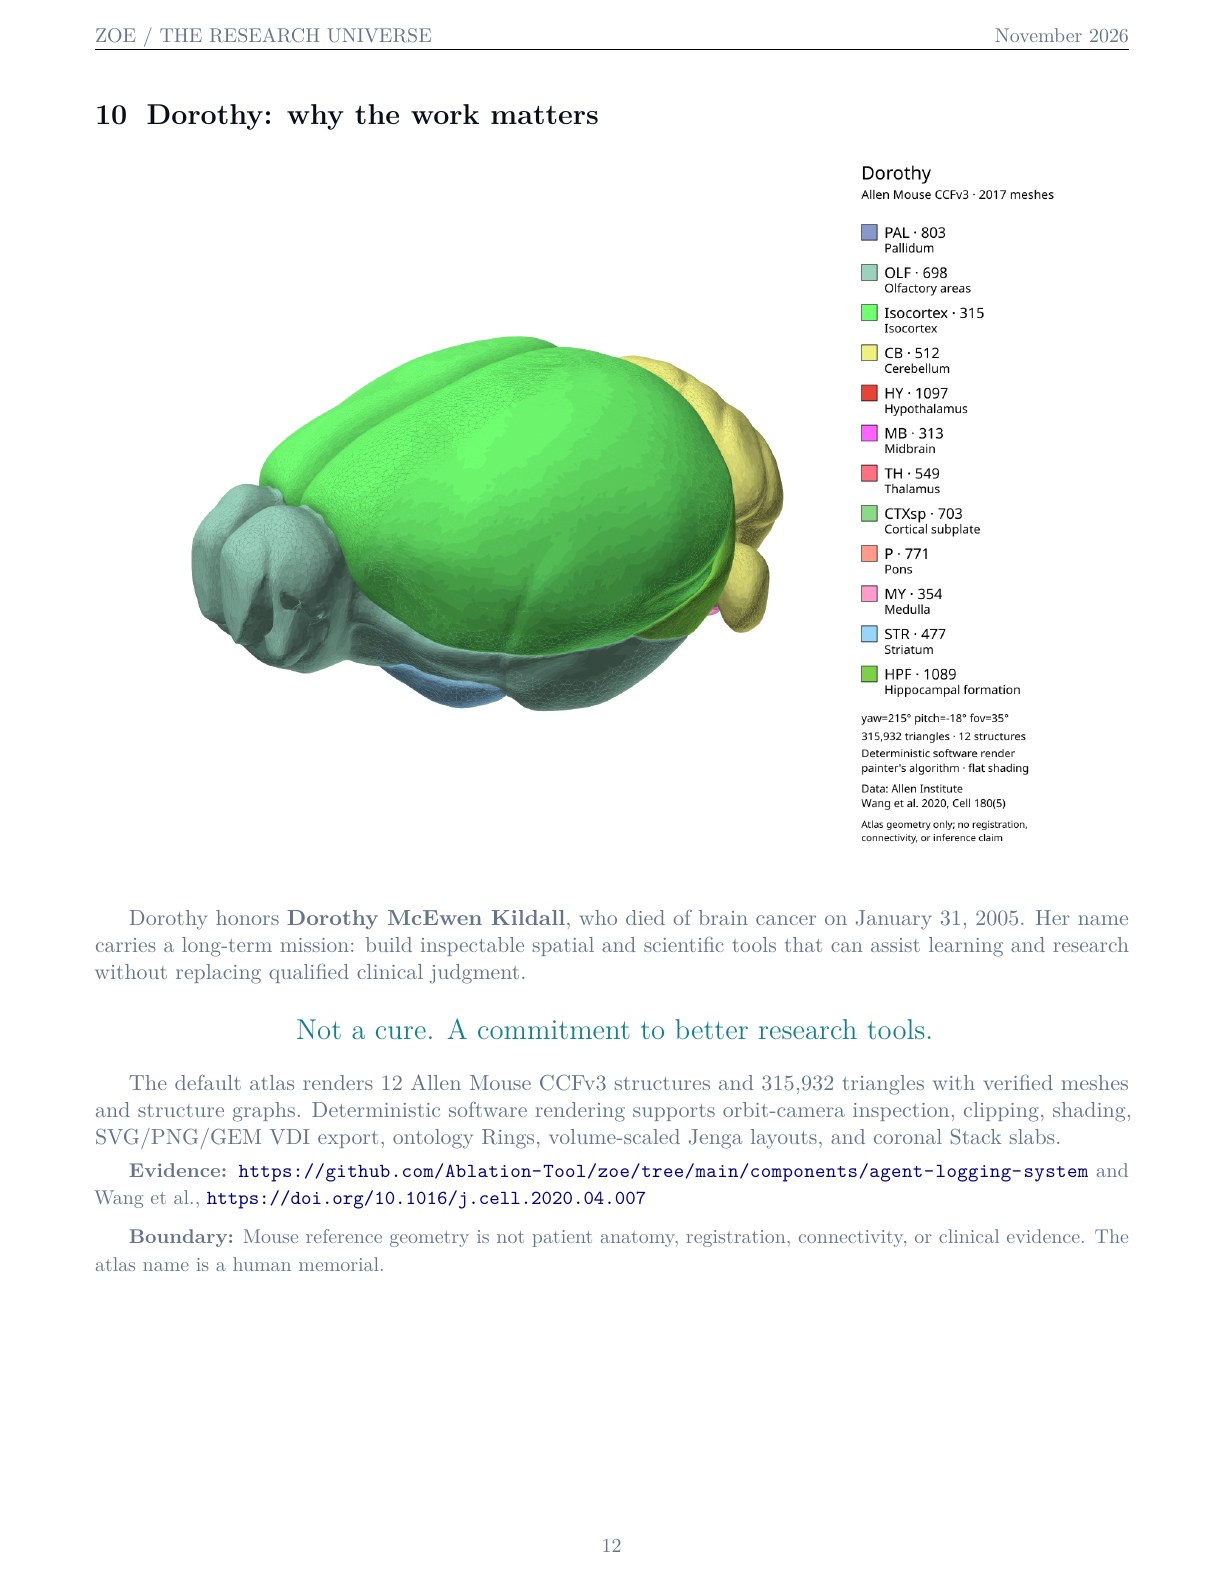 ZOE / THE RESEARCH UNIVERSE November 2026
10 Dorothy: why the work matters
Dorothy
Allen Mouse CCFv3 · 2017 meshes
PAL · 803
Pallidum
OLF · 698
Olfactory areas
Isocortex · 315
Isocortex
CB · 512
Cerebellum
HY · 1097
Hypothalamus
MB · 313
Midbrain
TH · 549
Thalamus
CTXsp · 703
Cortical subplate
P · 771
Pons
MY · 354
Medulla
STR · 477
Striatum
HPF · 1089
Hippocampal formation
yaw=215° pitch=-18° fov=35°
315,932 triangles · 12 structures
Deterministic software render
painter's algorithm · flat shading
Data: Allen Institute
Wang et al. 2020, Cell 180(5)
Atlas geometry only; no registration,
connectivity, or inference claim
Dorothy honors Dorothy McEwen Kildall, who died of brain cancer on January 31, 2005. Her name
carries a long-term mission: build inspectable spatial and scientific tools that can assist learning and research
without replacing qualified clinical judgment.
Not a cure. A commitment to better research tools.
The default atlas renders 12 Allen Mouse CCFv3 structures and 315,932 triangles with verified meshes
and structure graphs. Deterministic software rendering supports orbit-camera inspection, clipping, shading,
SVG/PNG/GEM VDI export, ontology Rings, volume-scaled Jenga layouts, and coronal Stack slabs.
Evidence: https://github.com/Ablation-Tool/zoe/tree/main/components/agent-logging-system and
Wang et al., https://doi.org/10.1016/j.cell.2020.04.007
Boundary: Mouse reference geometry is not patient anatomy, registration, connectivity, or clinical evidence. The
atlas name is a human memorial.
12